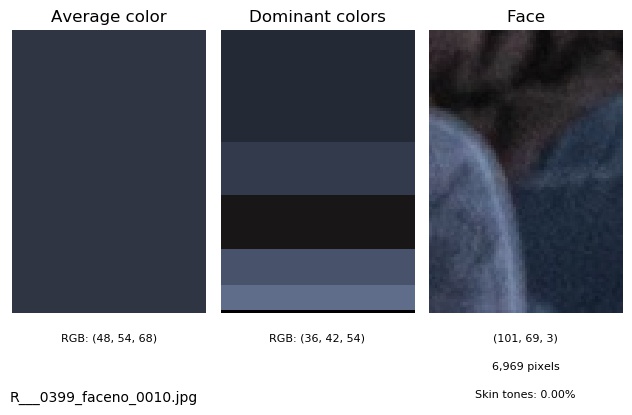 Average color
Dominant colors
Face
RGB: (48, 54, 68)
RGB: (36, 42, 54)
(101, 69, 3)
6,969 pixels
Skin tones: 0.00%
R___0399_faceno_0010.jpg